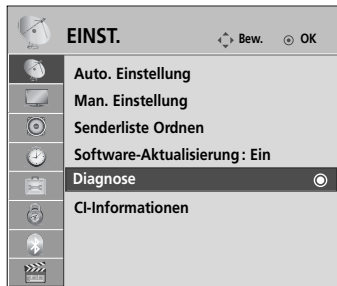 EINST. Bew. OK
Auto. Einstellung
Man. Einstellung
Senderliste Ordnen
Software-Aktualisierung : Ein
Diagnose
CI-Informationen